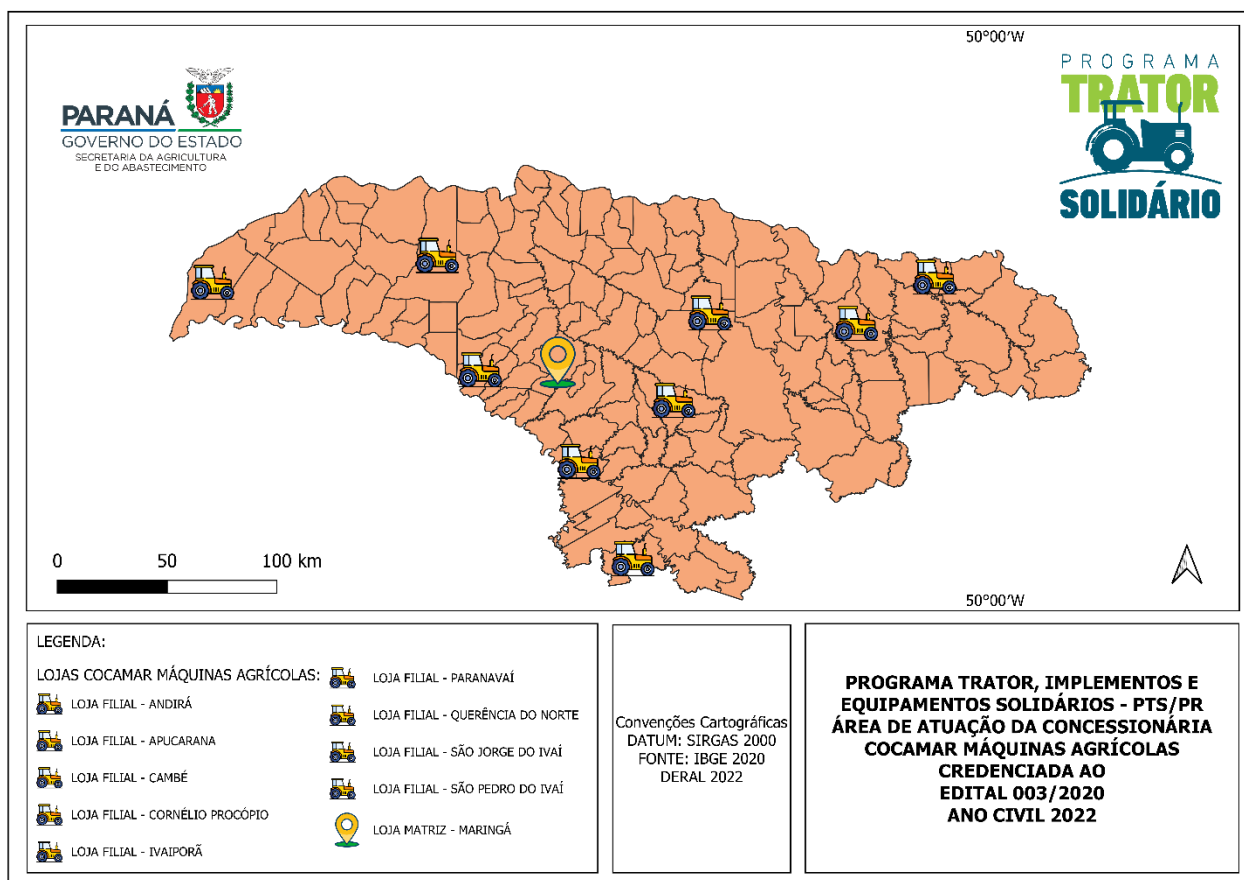 50°00'W
PARANÁ
GOVERNO DO ESTADO
SECRETARIA DA AGRICULTURA
E DO ABASTECIMENTO
PROGRAMA
TRATOR
SOLIDÁRIO
0 50 100 km
50°00'W
LEGENDA:
LOJAS COCAMAR MÁQUINAS AGRÍCOLAS:
LOJA FILIAL - ANDIRÁ
LOJA FILIAL - APUCARANA
LOJA FILIAL - CAMBÉ
LOJA FILIAL - CORNÉLIO PROCÓPIO
LOJA FILIAL - IVAIPORÃ
LOJA FILIAL - PARANAVAÍ
LOJA FILIAL - QUERÊNCIA DO NORTE
LOJA FILIAL - SÃO JORGE DO IVAÍ
LOJA FILIAL - SÃO PEDRO DO IVAÍ
LOJA MATRIZ - MARINGÁ
Convenções Cartográficas
DATUM: SIRGAS 2000
FONTE: IBGE 2020
DERAL 2022
PROGRAMA TRATOR, IMPLEMENTOS E
EQUIPAMENTOS SOLIDÁRIOS - PTS/PR
ÁREA DE ATUAÇÃO DA CONCESSIONÁRIA
COCAMAR MÁQUINAS AGRÍCOLAS
CREDENCIADA AO
EDITAL 003/2020
ANO CIVIL 2022